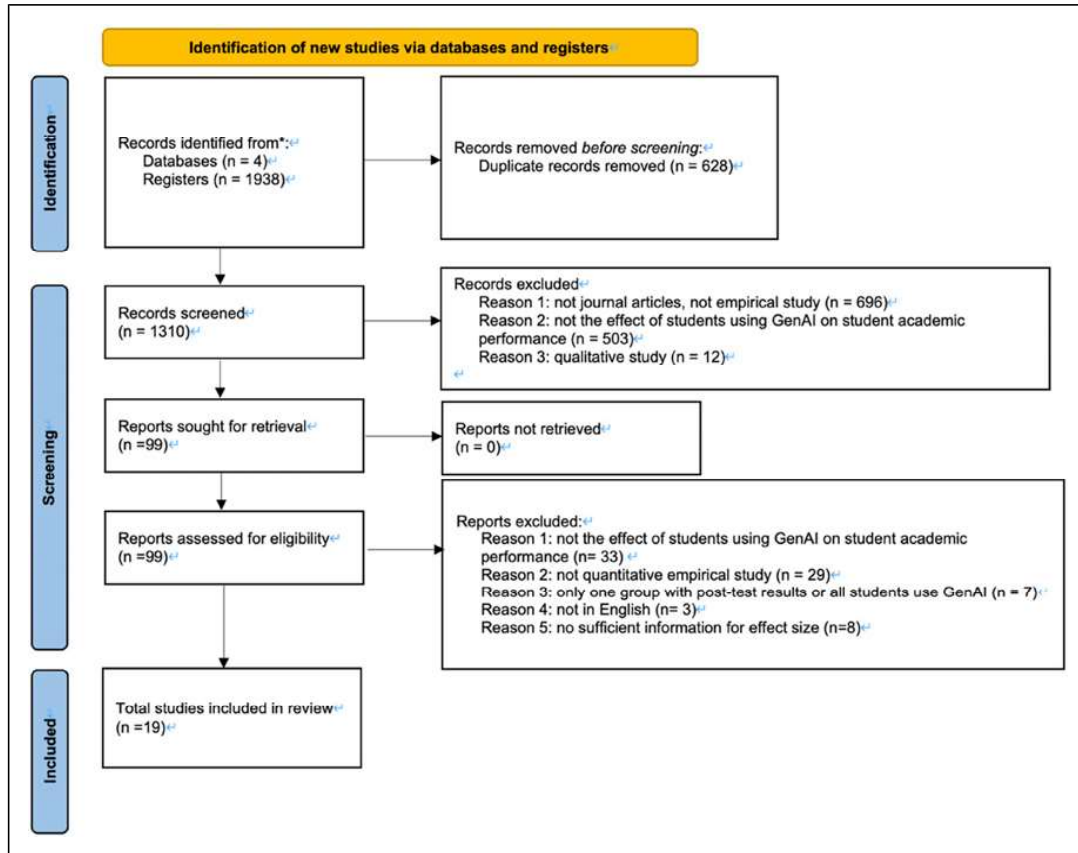 Identification of new studies via databases and registers↵
Identification↵
Records identified from*:↵
Databases (n = 4)↵
Registers (n = 1938)↵
Records removed before screening:↵
Duplicate records removed (n = 628)↵
Screening↵
Records screened↵
(n = 1310)↵
Records excluded↵
Reason 1: not journal articles, not empirical study (n = 696)↵
Reason 2: not the effect of students using GenAI on student academic
performance (n = 503)↵
Reason 3: qualitative study (n = 12)↵
↵
Reports sought for retrieval↵
(n =99)↵
Reports not retrieved↵
(n = 0)↵
Reports assessed for eligibility↵
(n =99)↵
Reports excluded:↵
Reason 1: not the effect of students using GenAI on student academic
performance (n= 33) ↵
Reason 2: not quantitative empirical study (n = 29)↵
Reason 3: only one group with post-test results or all students use GenAI (n = 7)↵
Reason 4: not in English (n= 3)↵
Reason 5: no sufficient information for effect size (n=8)↵
Included↵
Total studies included in review↵
(n =19)↵